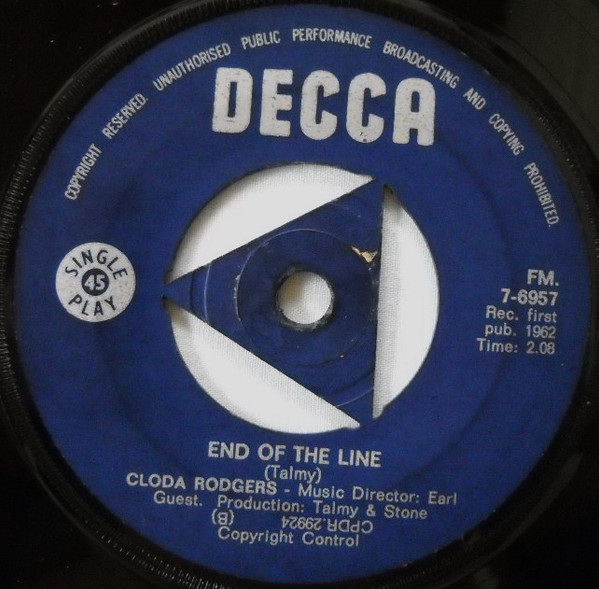 COPYRIGHT RESERVED. UNAUTHORISED PUBLIC PERFORMANCE BROADCASTING AND COPYING PROHIBITED.
DECCA
SINGLE
45
PLAY
FM.
7-6957
Rec. first
pub. 1962
Time: 2.08
END OF THE LINE
(Talmy)
CLODA RODGERS - Music Director: Earl
Guest. Production: Talmy & Stone
(B) CPDR.29924
Copyright Control